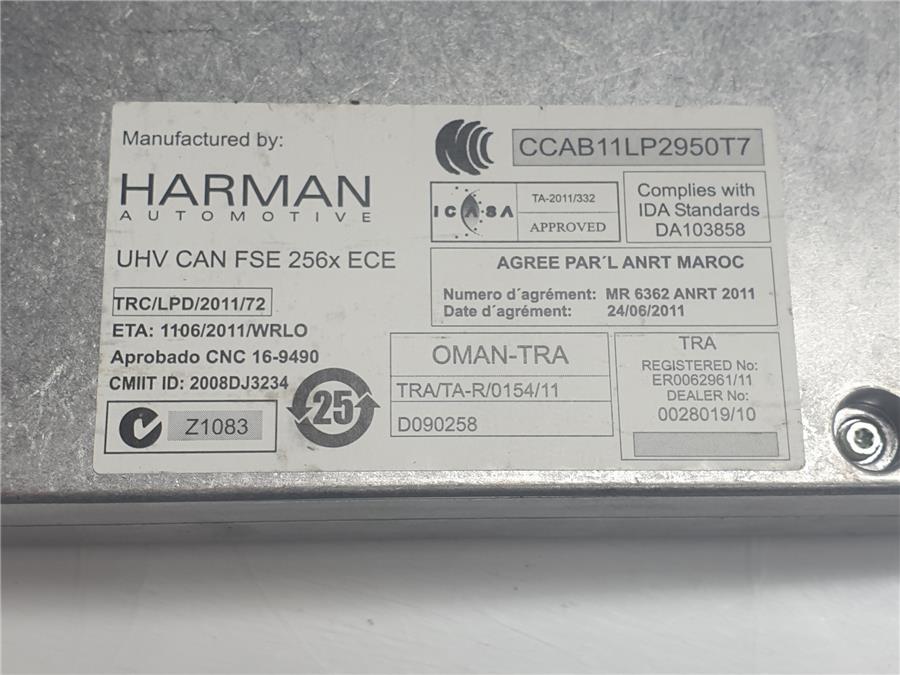 Manufactured by:
HARMAN
AUTOMOTIVE
UHV CAN FSE 256x ECE
TRC/LPD/2011/72
ETA: 1106/2011/WRLO
Aprobado CNC 16-9490
CMIIT ID: 2008DJ3234
Z1083
25
CCAB11LP2950T7
ICASA
TA-2011/332
APPROVED
Complies with
IDA Standards
DA103858
AGREE PAR´L ANRT MAROC
Numero d´agrément: MR 6362 ANRT 2011
Date d´agrément: 24/06/2011
OMAN-TRA
TRA/TA-R/0154/11
D090258
TRA
REGISTERED No:
ER0062961/11
DEALER No:
0028019/10